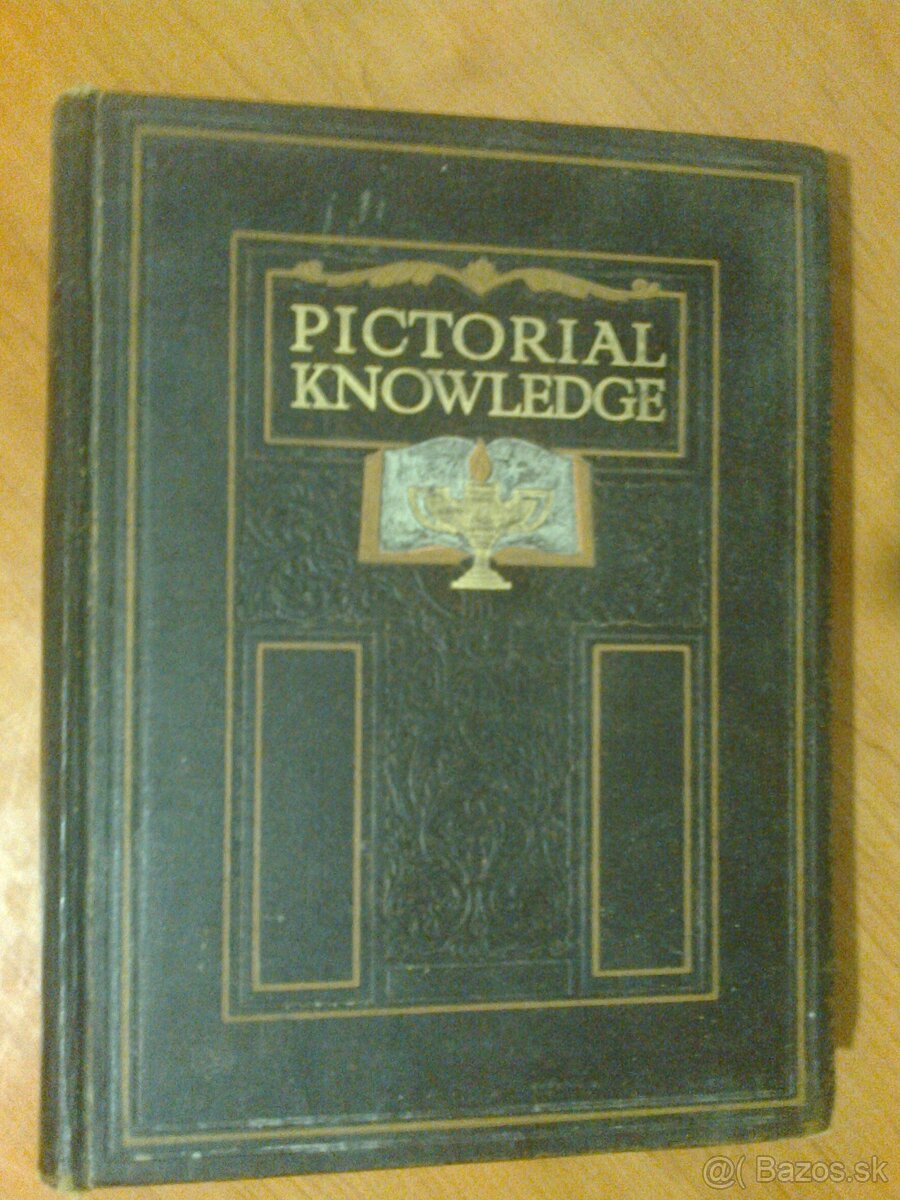 PICTORIAL
KNOWLEDGE
@( Bazos.sk